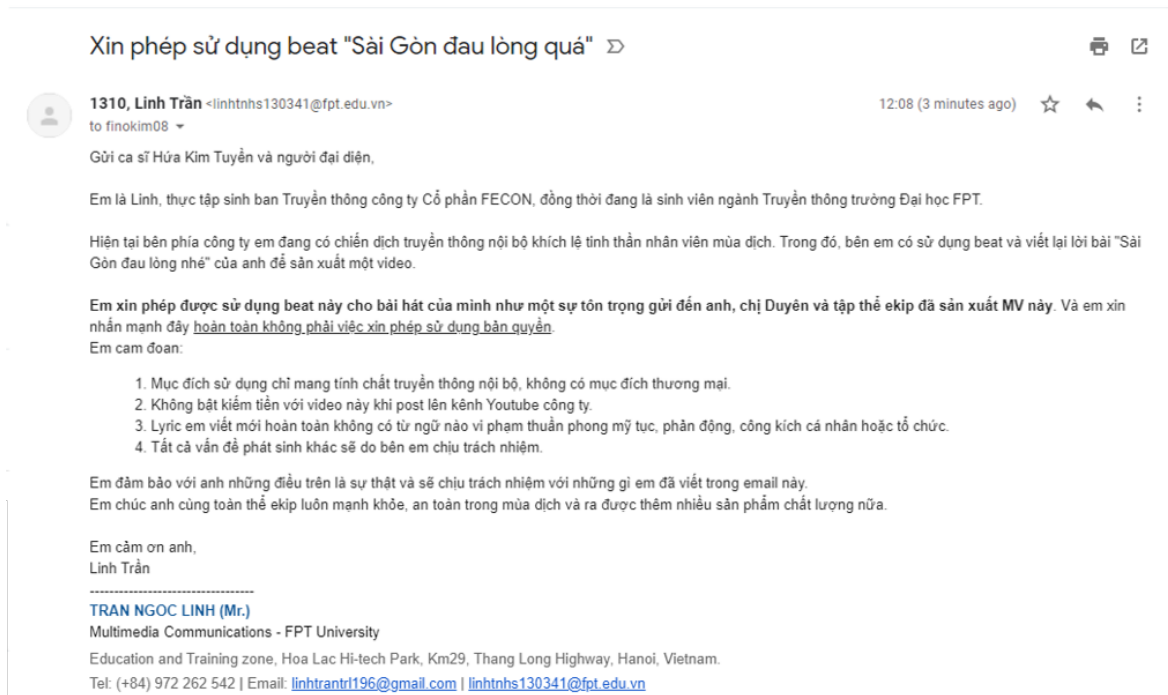 Xin phép sử dụng beat "Sài Gòn đau lòng quá"
1310, Linh Trần <linhtnhs130341@fpt.edu.vn>
12:08 (3 minutes ago)
to finokim08
Gửi ca sĩ Hứa Kim Tuyền và người đại diện,
Em là Linh, thực tập sinh ban Truyền thông công ty Cổ phần FECON, đồng thời đang là sinh viên ngành Truyền thông trường Đại học FPT.
Hiện tại bên phía công ty em đang có chiến dịch truyền thông nội bộ khích lệ tinh thần nhân viên mùa dịch. Trong đó, bên em có sử dụng beat và viết lại lời bài "Sài
Gòn đau lòng nhé" của anh để sản xuất một video.
Em xin phép được sử dụng beat này cho bài hát của mình như một sự tôn trọng gửi đến anh, chị Duyên và tập thể ekip đã sản xuất MV này. Và em xin
nhấn mạnh đây hoàn toàn không phải việc xin phép sử dụng bản quyền.
Em cam đoan:
1. Mục đích sử dụng chỉ mang tính chất truyền thông nội bộ, không có mục đích thương mại.
2. Không bật kiếm tiền với video này khi post lên kênh Youtube công ty.
3. Lyric em viết mới hoàn toàn không có từ ngữ nào vi phạm thuần phong mỹ tục, phản động, công kích cá nhân hoặc tổ chức.
4. Tất cả vấn đề phát sinh khác sẽ do bên em chịu trách nhiệm.
Em đảm bảo với anh những điều trên là sự thật và sẽ chịu trách nhiệm với những gì em đã viết trong email này.
Em chúc anh cùng toàn thể ekip luôn mạnh khỏe, an toàn trong mùa dịch và ra được thêm nhiều sản phẩm chất lượng nữa.
Em cảm ơn anh,
Linh Trần
----------------------------------
TRAN NGOC LINH (Mr.)
Multimedia Communications - FPT University
Education and Training zone, Hoa Lac Hi-tech Park, Km29, Thang Long Highway, Hanoi, Vietnam.
Tel: (+84) 972 262 542 | Email: linhtrantrl196@gmail.com | linhtnhs130341@fpt.edu.vn